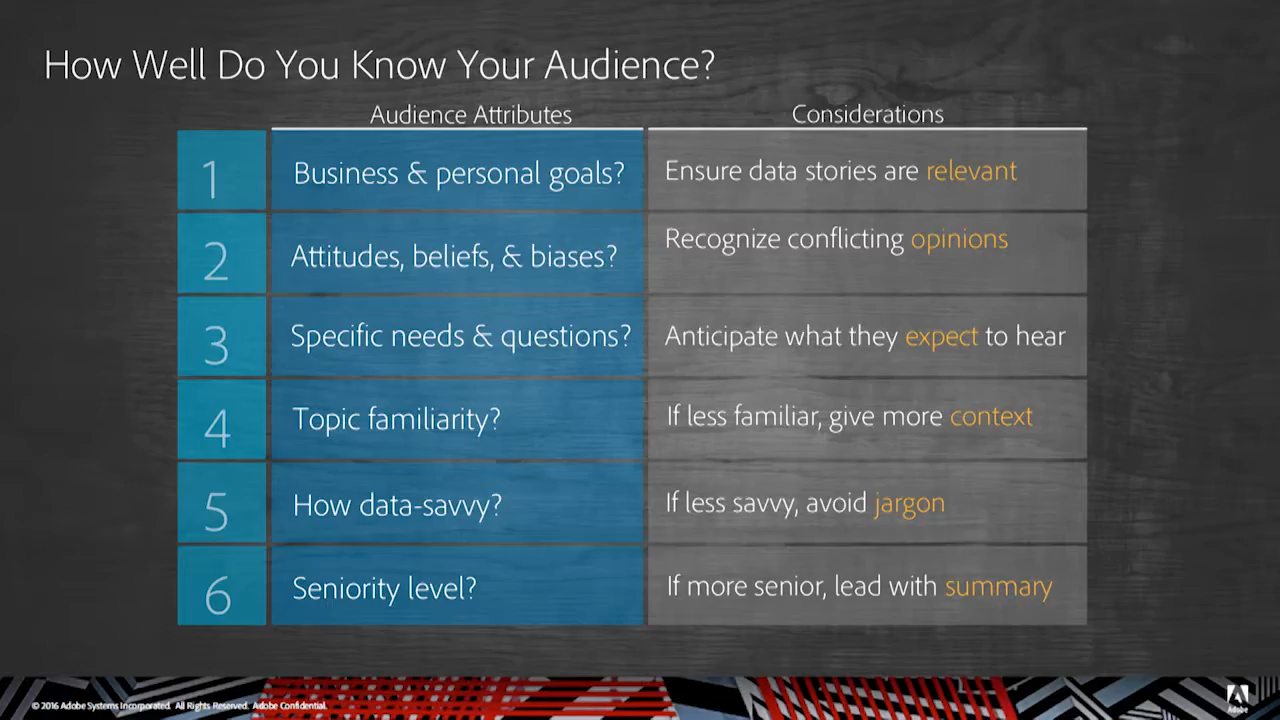 How Well Do You Know Your Audience?
Audience Attributes
Considerations
1
Business & personal goals?
Ensure data stories are relevant
2
Attitudes, beliefs, & biases?
Recognize conflicting opinions
3
Specific needs & questions?
Anticipate what they expect to hear
4
Topic familiarity?
If less familiar, give more context
5
How data-savvy?
If less savvy, avoid jargon
6
Seniority level?
If more senior, lead with summary
© 2016 Adobe Systems Incorporated. All Rights Reserved. Adobe Confidential.
Adobe